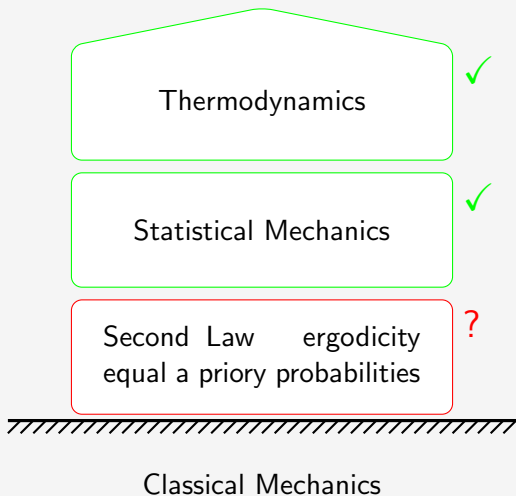 Thermodynamics
✓
Statistical Mechanics
✓
Second Law ergodicity
?
equal a priory probabilities
Classical Mechanics